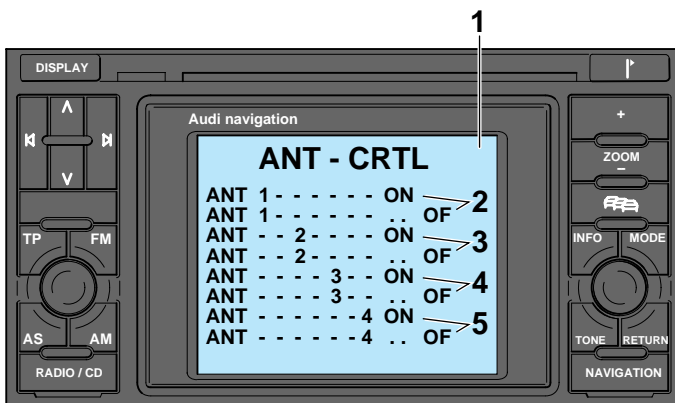 1
DISPLAY
Audi navigation
+
ANT - CRTL
ZOOM
–
ANT 1 - - - - - - ON
2
ANT 1 - - - - - - . . OF
TP FM
ANT - - 2 - - - - ON
3
INFO MODE
ANT - - 2 - - - - . . OF
ANT - - - - 3 - - ON
4
ANT - - - - 3 - - . . OF
ANT - - - - - - 4 ON
5
ANT - - - - - - 4 . . OF
AS AM
TONE RETURN
RADIO / CD
NAVIGATION